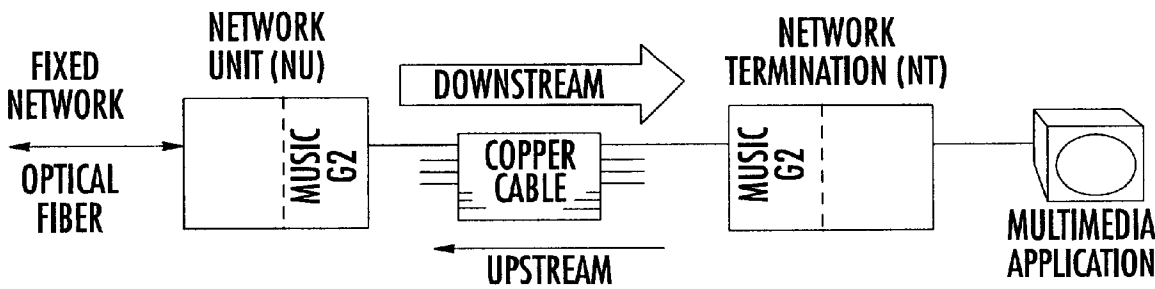 FIXED
NETWORK
OPTICAL
FIBER
NETWORK
UNIT (NU)
MUSIC
G2
DOWNSTREAM
COPPER
CABLE
UPSTREAM
NETWORK
TERMINATION (NT)
MUSIC
G2
MULTIMEDIA
APPLICATION